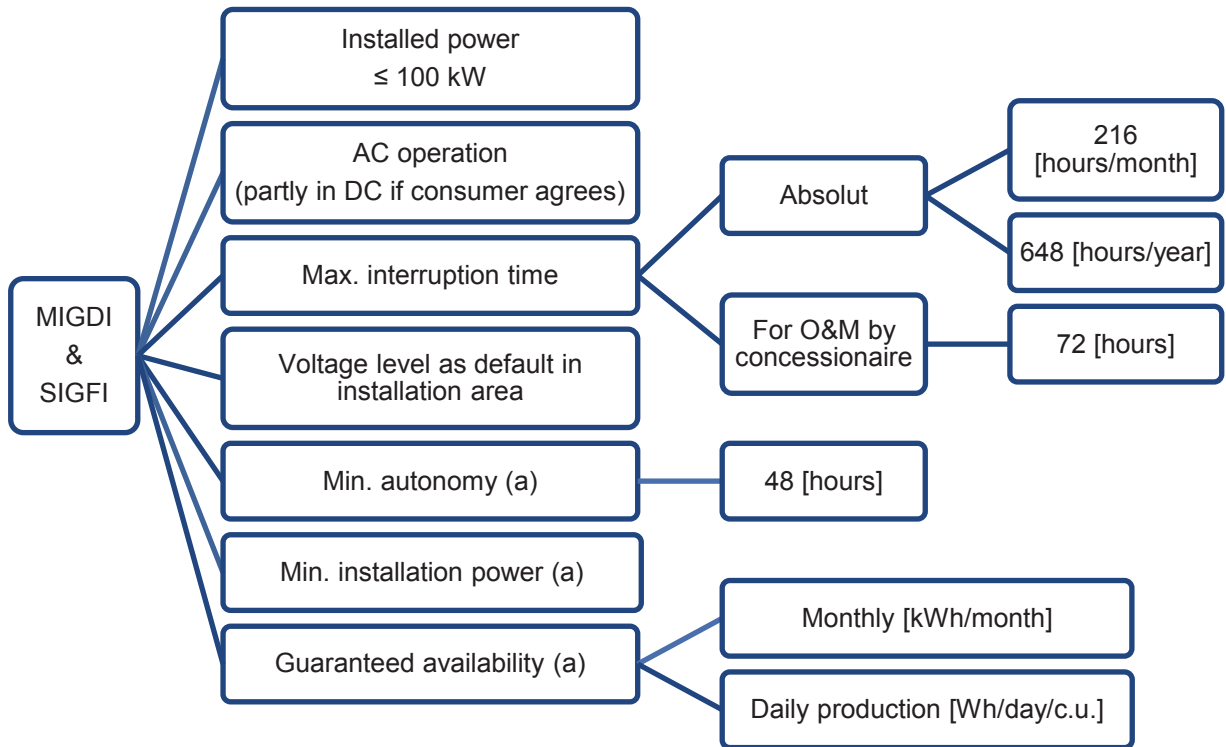 MIGDI
&
SIGFI
Installed power
≤ 100 kW
AC operation
(partly in DC if consumer agrees)
Max. interruption time
Absolut
216
[hours/month]
648 [hours/year]
For O&M by
concessionaire
72 [hours]
Voltage level as default in
installation area
Min. autonomy (a)
48 [hours]
Min. installation power (a)
Guaranteed availability (a)
Monthly [kWh/month]
Daily production [Wh/day/c.u.]